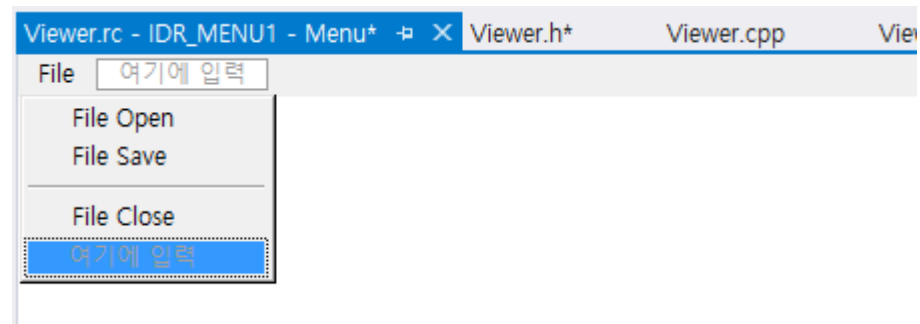 Viewer.rc - IDR_MENU1 - Menu* Viewer.h* Viewer.cpp View
File 여기에 입력
File Open
File Save
File Close
여기에 입력